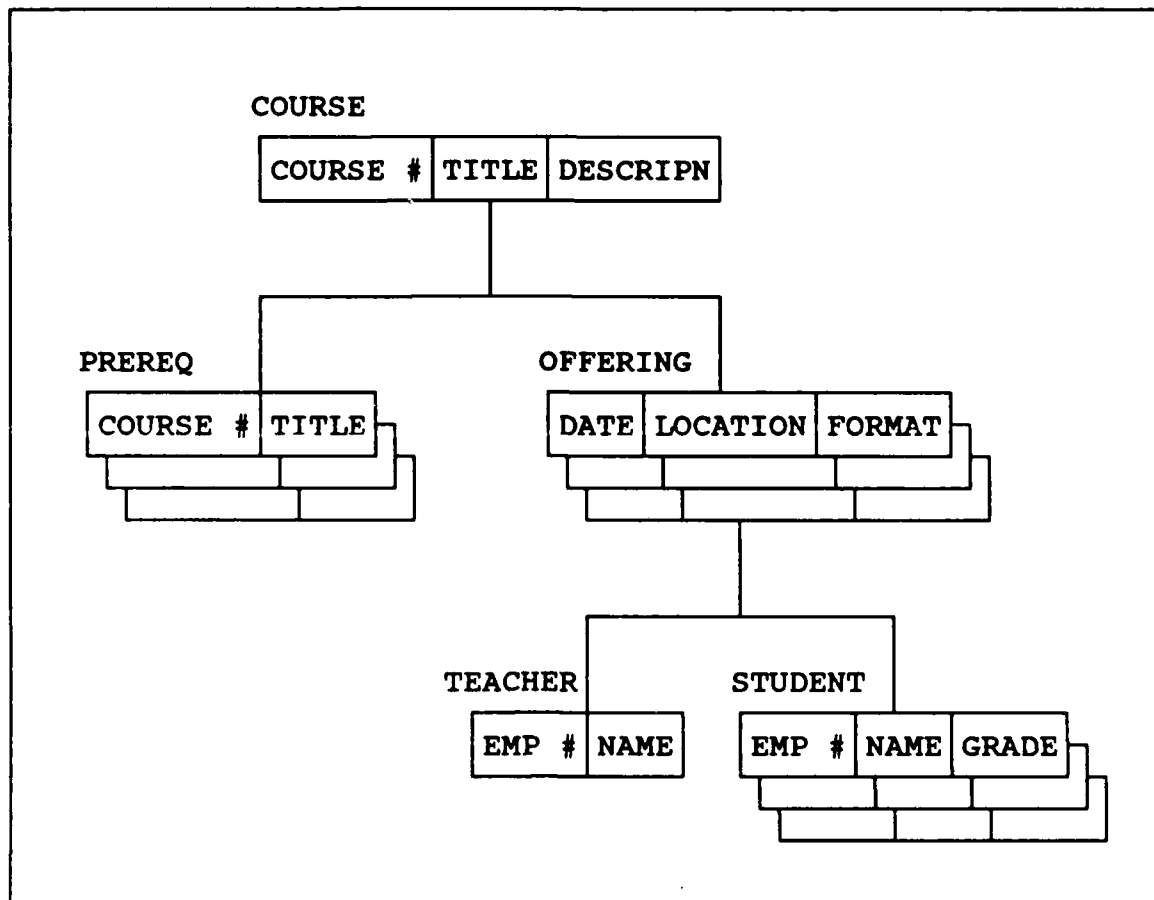 COURSE
COURSE # TITLE DESCRIPN
PREREQ OFFERING
COURSE # TITLE DATE LOCATION FORMAT
TEACHER STUDENT
EMP # NAME EMP # NAME GRADE